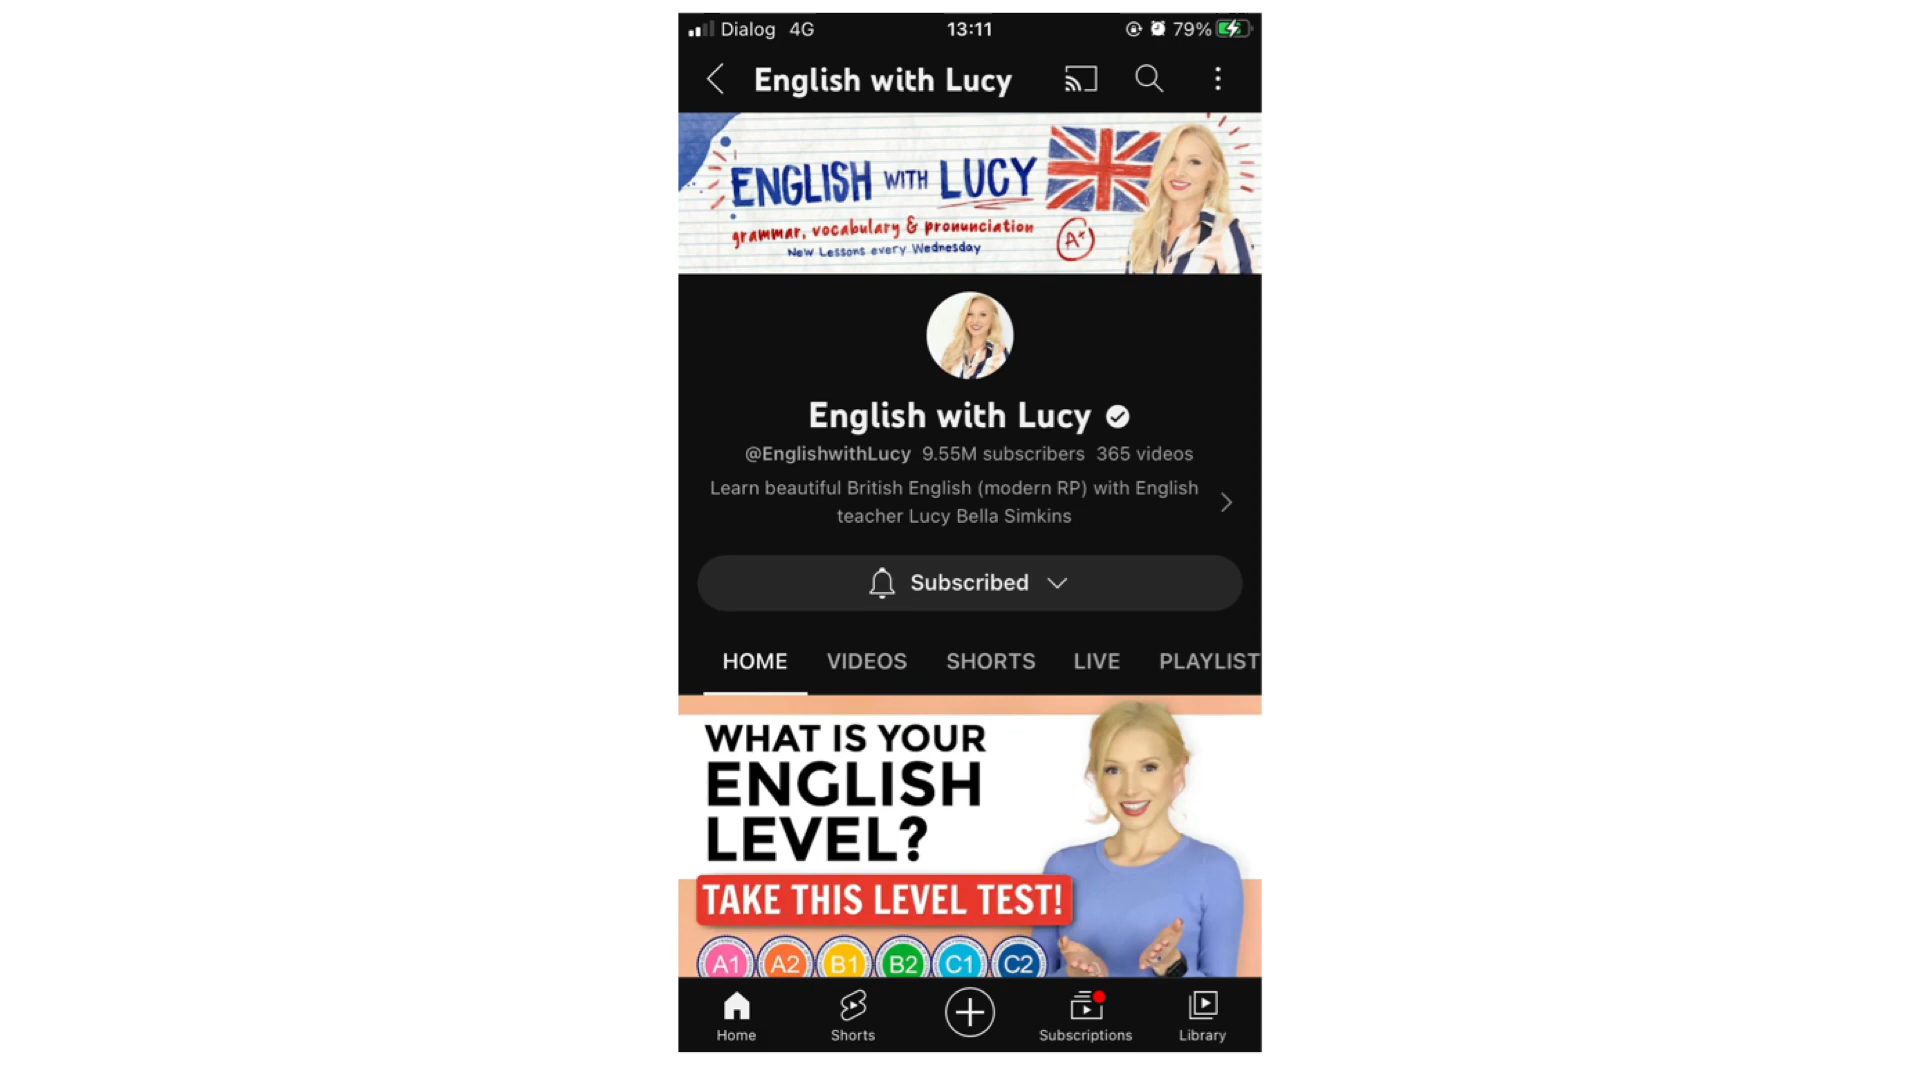 Dialog 4G 13:11 79%
English with Lucy
ENGLISH WITH LUCY
grammar, vocabulary & pronunciation
A+
New Lessons every Wednesday
English with Lucy
@EnglishwithLucy 9.55M subscribers 365 videos
Learn beautiful British English (modern RP) with English
teacher Lucy Bella Simkins
Subscribed
HOME VIDEOS SHORTS LIVE PLAYLIST
WHAT IS YOUR
ENGLISH
LEVEL?
TAKE THIS LEVEL TEST!
A1 A2 B1 B2 C1 C2
Home Shorts Subscriptions Library